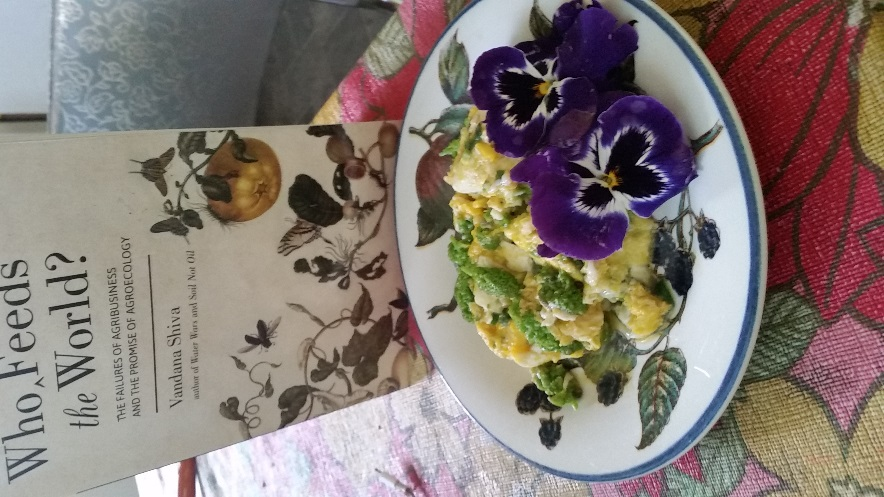 Who ^ Feeds
the World?
THE FAILURES OF AGRIBUSINESS
AND THE PROMISE OF AGROECOLOGY
Vandana Shiva
author of Water Wars and Soil Not Oil